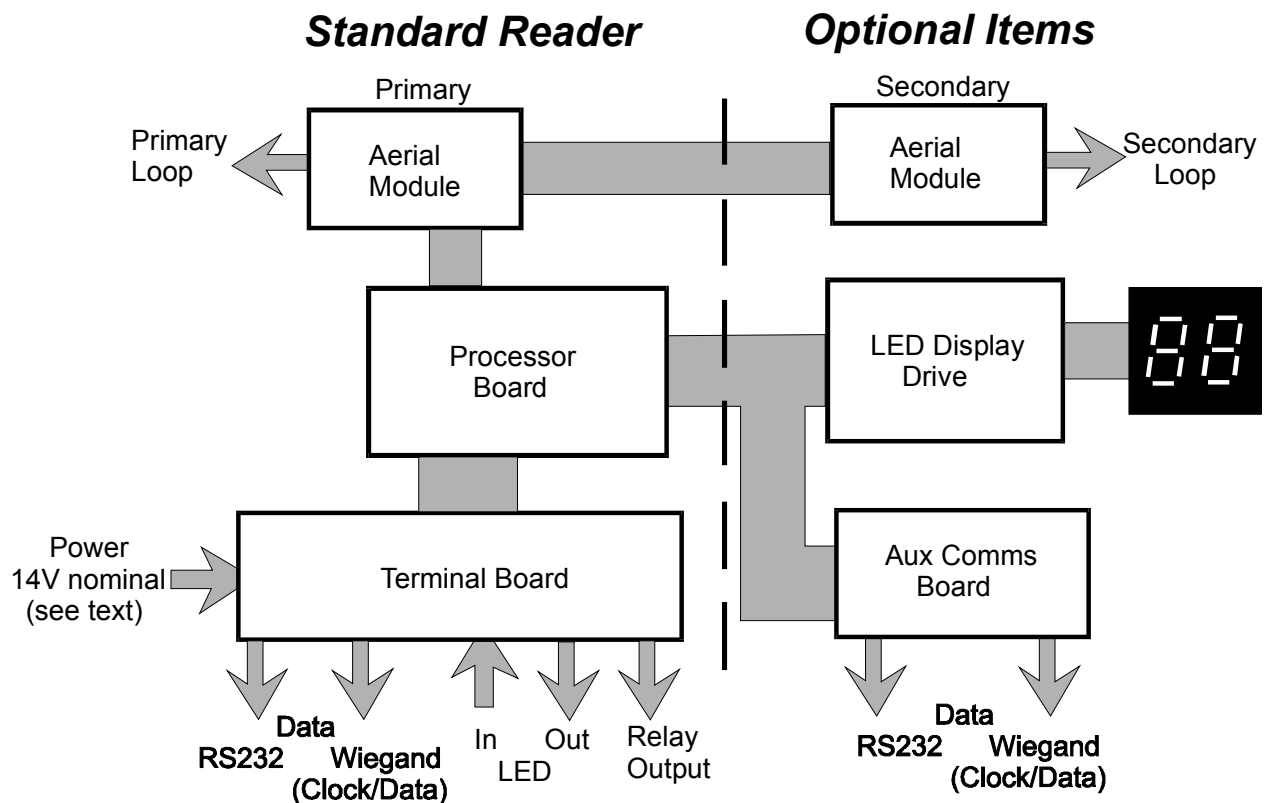 Standard Reader
Optional Items
Primary
Secondary
Primary
Loop
Aerial
Module
Aerial
Module
Secondary
Loop
Processor
Board
LED Display
Drive
88
Power
14V nominal
(see text)
Terminal Board
Aux Comms
Board
Data
RS232
Wiegand
(Clock/Data)
In
Out
LED
Relay
Output
Data
RS232
Wiegand
(Clock/Data)